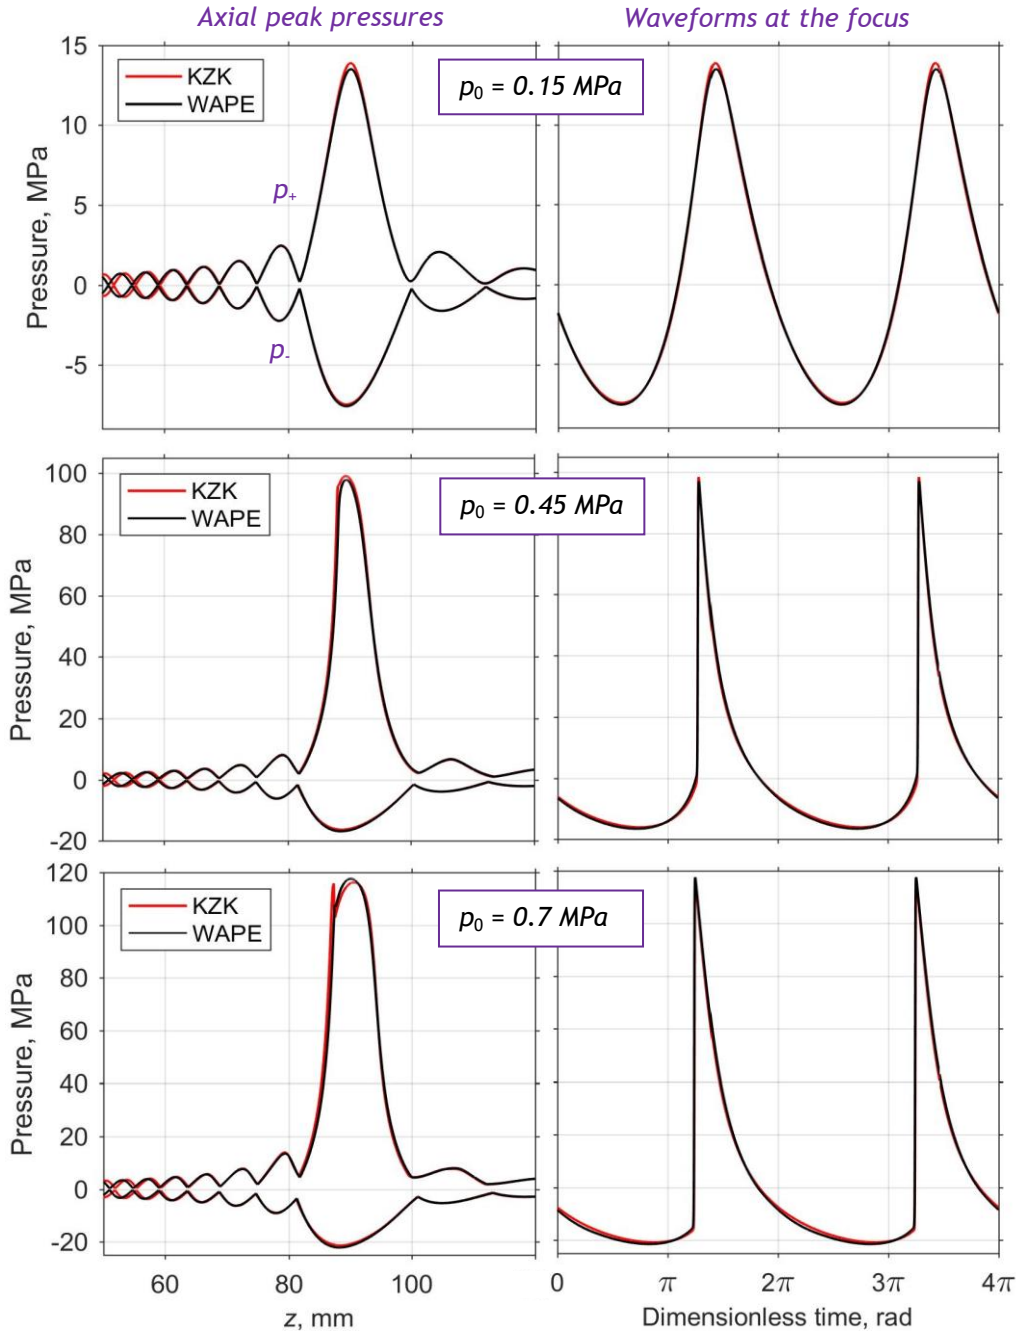 Axial peak pressures
Waveforms at the focus
15
10
5
0
-5
Pressure, MPa
KZK
WAPE
p₀ = 0.15 MPa
p₊
p₋
100
80
60
40
20
0
-20
Pressure, MPa
KZK
WAPE
p₀ = 0.45 MPa
120
100
80
60
40
20
0
-20
Pressure, MPa
KZK
WAPE
p₀ = 0.7 MPa
60
80
100
z, mm
0
π
2π
3π
4π
Dimensionless time, rad